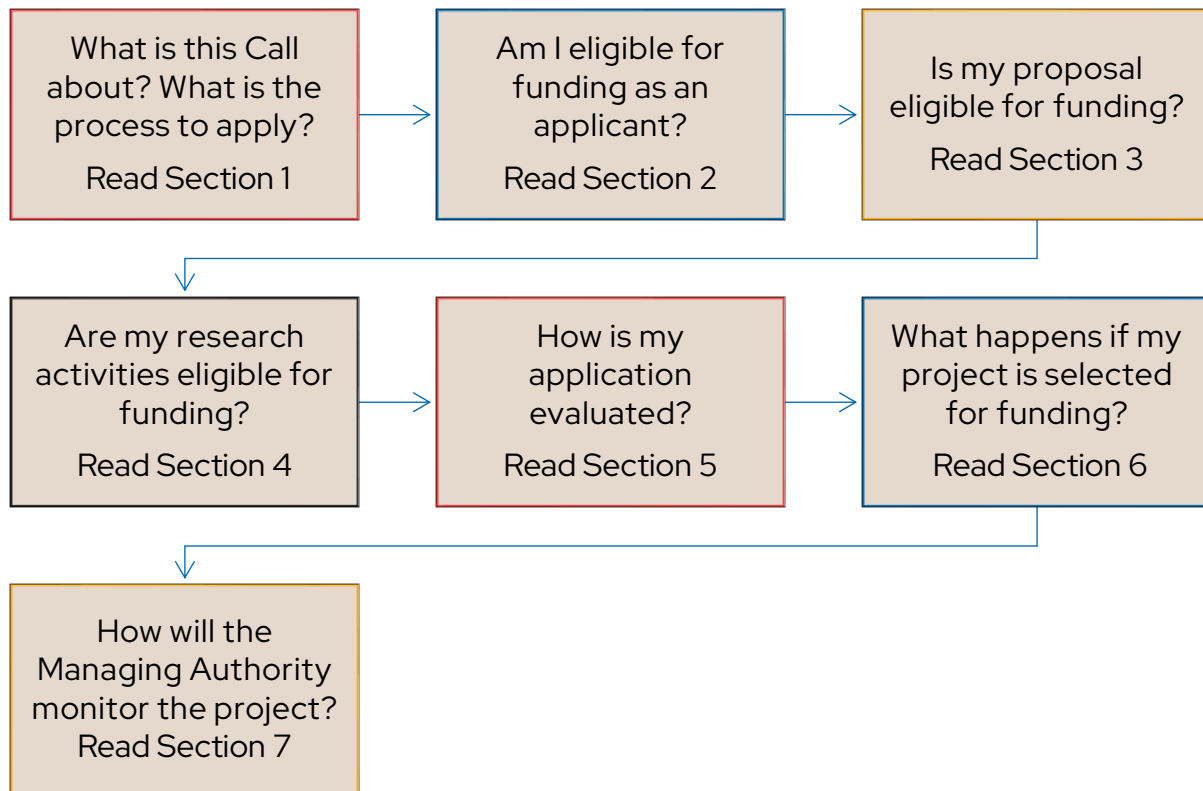 What is this Call
about? What is the
process to apply?
Read Section 1
Am I eligible for
funding as an
applicant?
Read Section 2
Is my proposal
eligible for funding?
Read Section 3
Are my research
activities eligible for
funding?
Read Section 4
How is my
application
evaluated?
Read Section 5
What happens if my
project is selected
for funding?
Read Section 6
How will the
Managing Authority
monitor the project?
Read Section 7